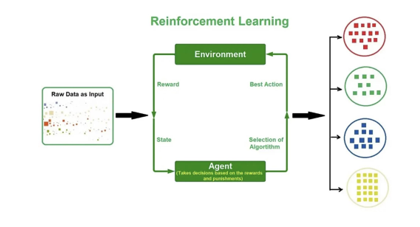 Reinforcement Learning
Raw Data as Input
Environment
Reward
Best Action
State
Selection of
Algortithm
Agent
(Takes decisions based on the rewards
and punishments)